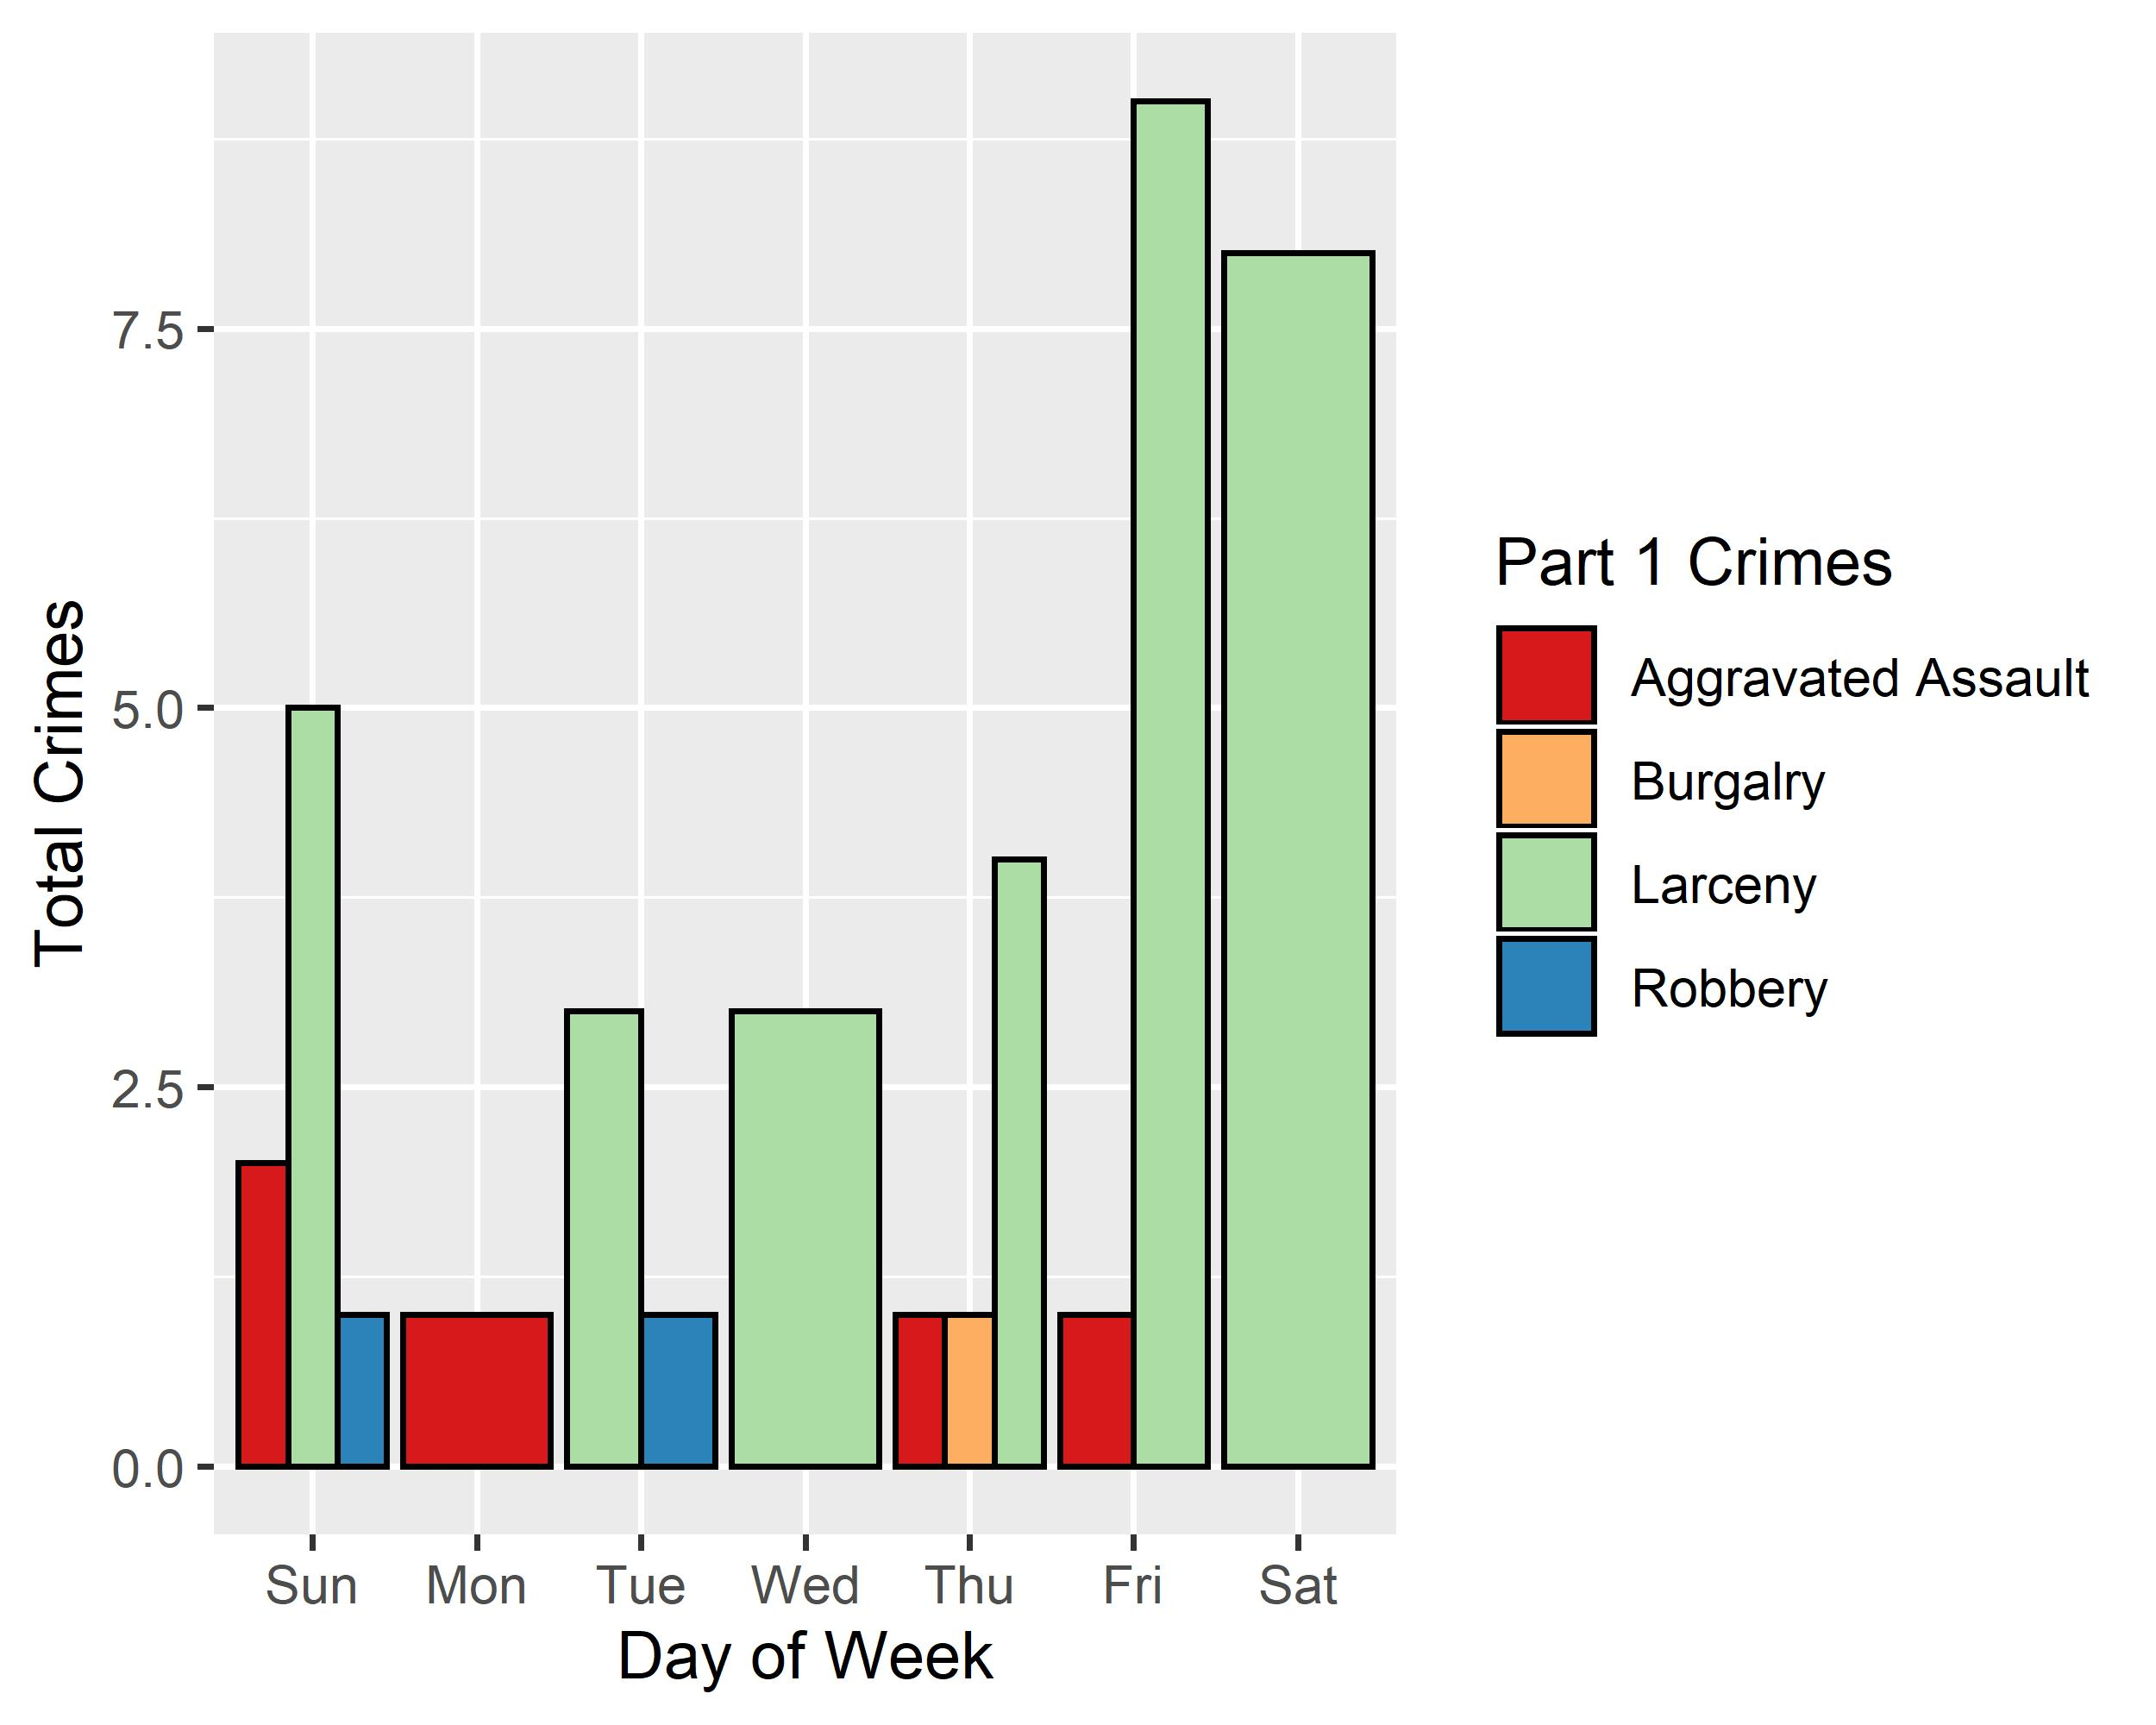 Total Crimes
7.5
5.0
2.5
0.0
Sun Mon Tue Wed Thu Fri Sat
Day of Week
Part 1 Crimes
Aggravated Assault
Burgalry
Larceny
Robbery